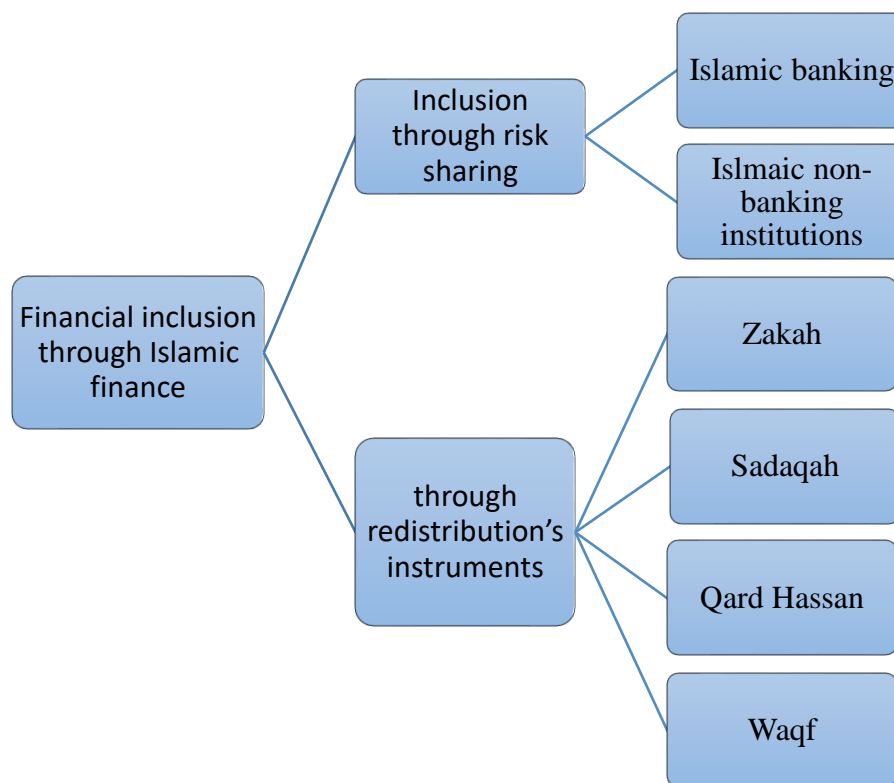 Financial inclusion
through Islamic
finance
Inclusion
through risk
sharing
Islamic banking
Islmaic non-
banking
institutions
through
redistribution’s
instruments
Zakah
Sadaqah
Qard Hassan
Waqf